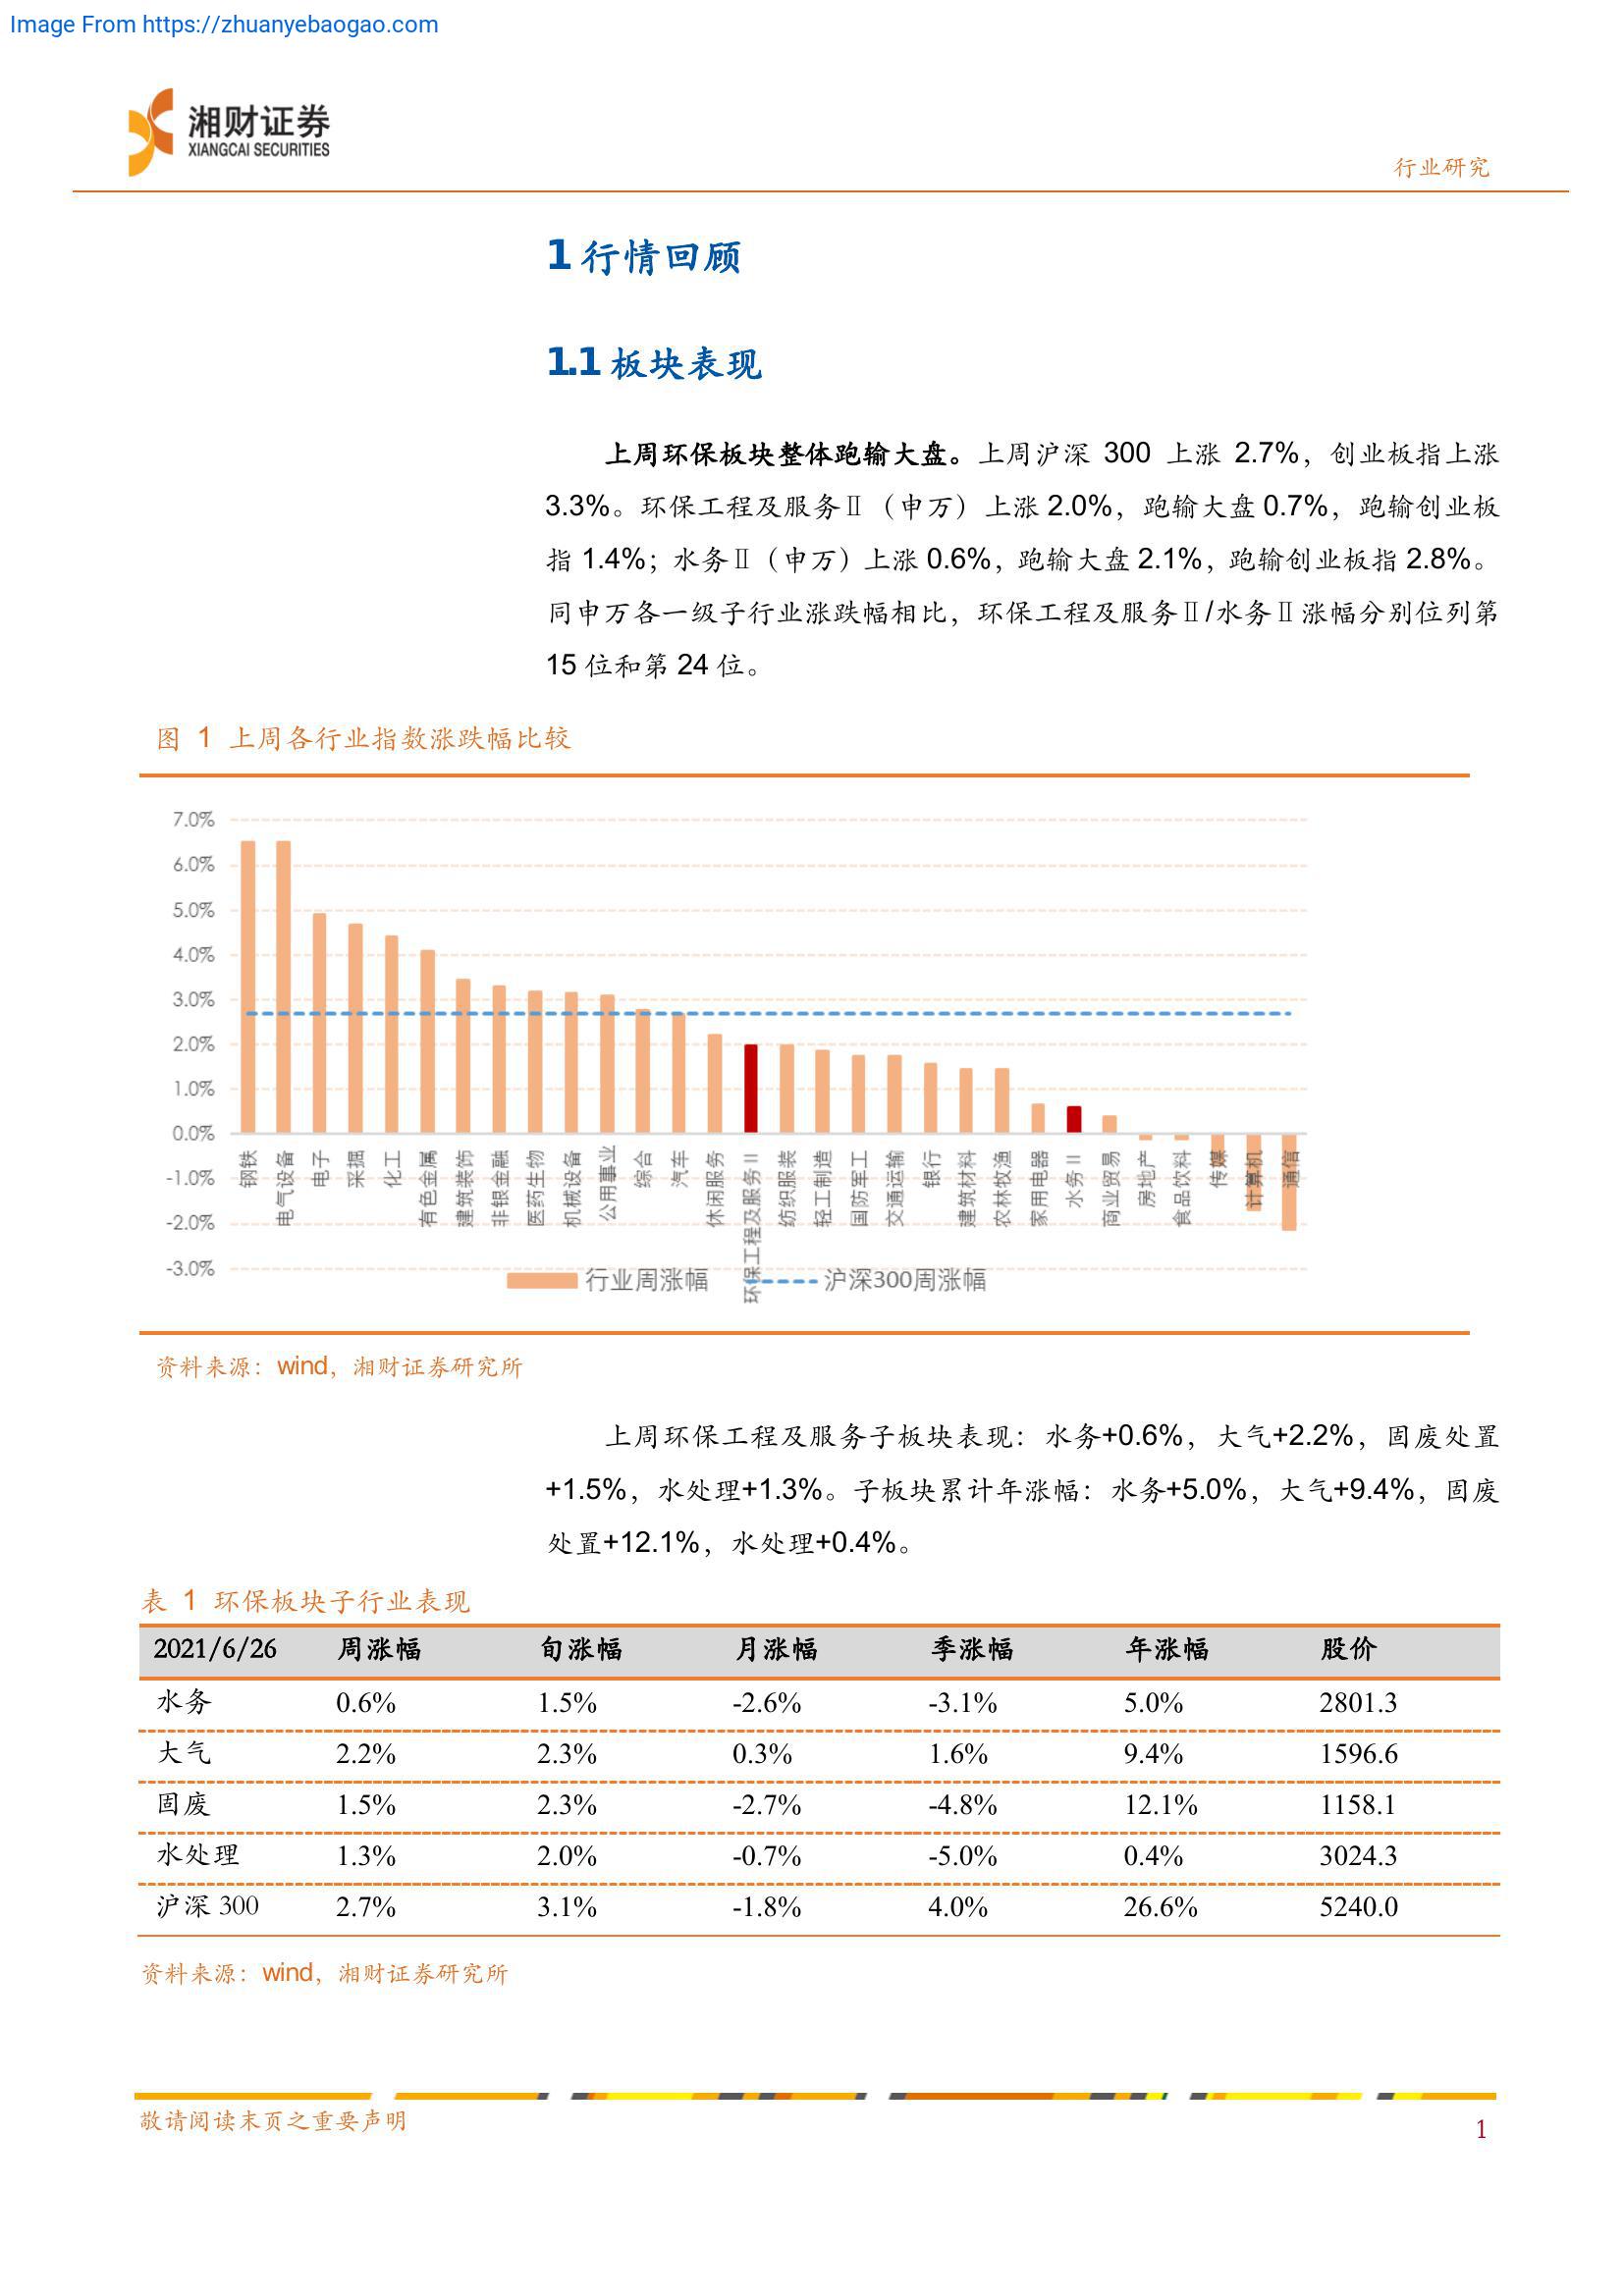 Image From https://zhuanyebaogao.com
湘财证券
XIANGCAI SECURITIES
行业研究
1 行情回顾
1.1 板块表现
上周环保板块整体跑输大盘。上周沪深 300 上涨 2.7%，创业板指上涨
3.3%。环保工程及服务Ⅱ（申万）上涨 2.0%，跑输大盘 0.7%，跑输创业板
指 1.4%；水务Ⅱ（申万）上涨 0.6%，跑输大盘 2.1%，跑输创业板指 2.8%。
同申万各一级子行业涨跌幅相比，环保工程及服务Ⅱ/水务Ⅱ涨幅分别位列第
15 位和第 24 位。
图 1 上周各行业指数涨跌幅比较
7.0%
6.0%
5.0%
4.0%
3.0%
2.0%
1.0%
0.0%
-1.0%
-2.0%
-3.0%
钢铁
电气设备
电子
采掘
化工
有色金属
建筑装饰
非银金融
医药生物
机械设备
公用事业
综合
汽车
休闲服务
环保工程及服务Ⅱ
纺织服装
轻工制造
国防军工
交通运输
银行
建筑材料
农林牧渔
家用电器
水务Ⅱ
商业贸易
房地产
食品饮料
传媒
计算机
通信
行业周涨幅
沪深300周涨幅
资料来源：wind，湘财证券研究所
上周环保工程及服务子板块表现：水务+0.6%，大气+2.2%，固废处置
+1.5%，水处理+1.3%。子板块累计年涨幅：水务+5.0%，大气+9.4%，固废
处置+12.1%，水处理+0.4%。
表 1 环保板块子行业表现
2021/6/26 周涨幅 旬涨幅 月涨幅 季涨幅 年涨幅 股价
水务 0.6% 1.5% -2.6% -3.1% 5.0% 2801.3
大气 2.2% 2.3% 0.3% 1.6% 9.4% 1596.6
固废 1.5% 2.3% -2.7% -4.8% 12.1% 1158.1
水处理 1.3% 2.0% -0.7% -5.0% 0.4% 3024.3
沪深 300 2.7% 3.1% -1.8% 4.0% 26.6% 5240.0
资料来源：wind，湘财证券研究所
敬请阅读末页之重要声明
1